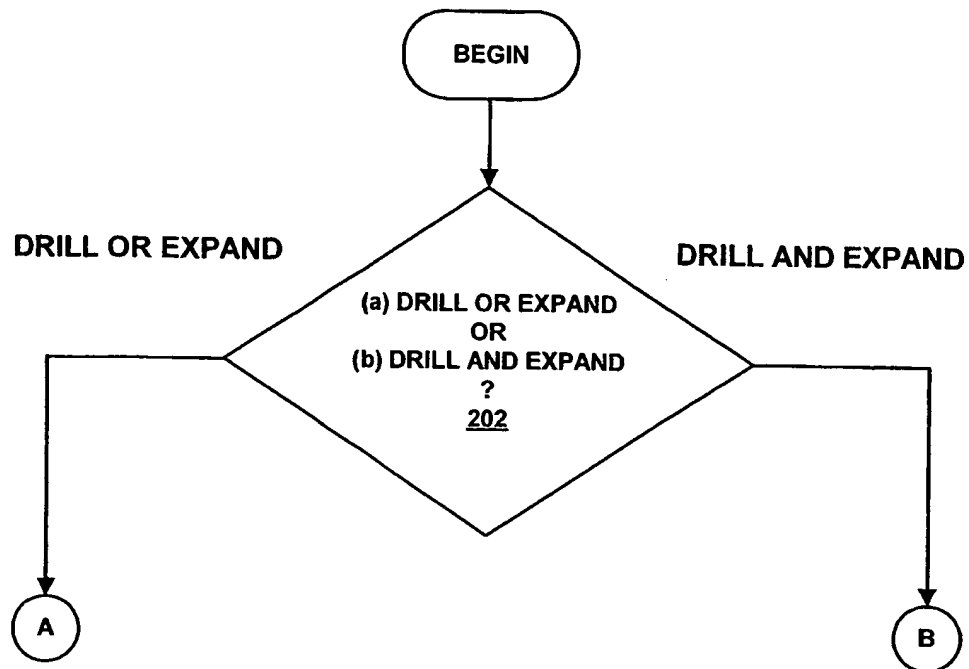 BEGIN
DRILL OR EXPAND
DRILL AND EXPAND
(a) DRILL OR EXPAND
OR
(b) DRILL AND EXPAND
?
202
A
B